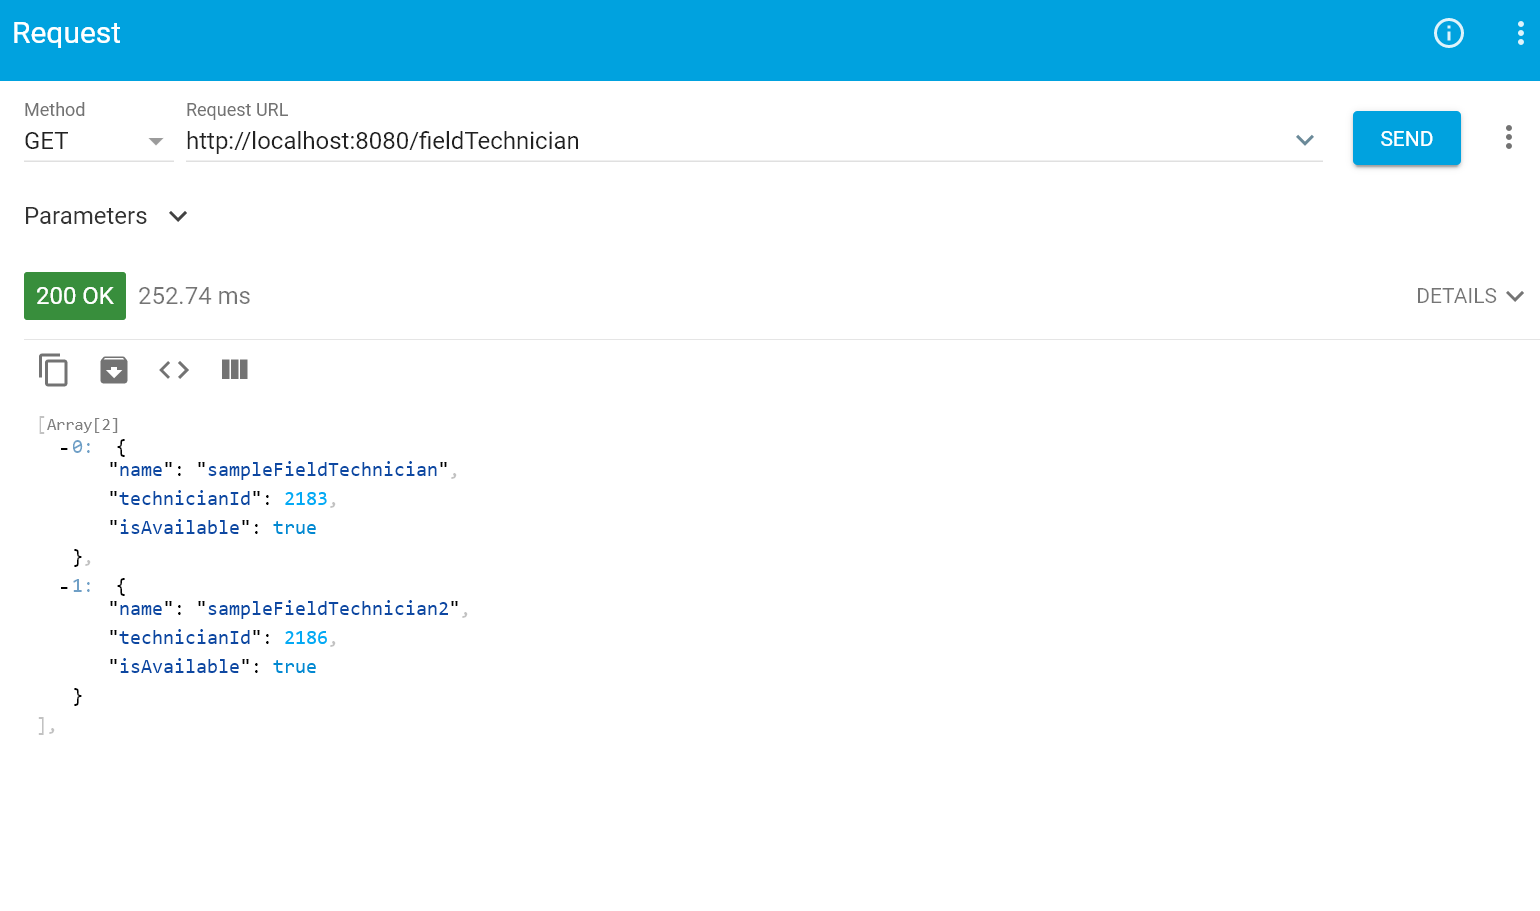 Request
Method
GET
Request URL
http://localhost:8080/fieldTechnician
SEND
Parameters
200 OK 252.74 ms
DETAILS
[Array[2]
-0: {
"name": "sampleFieldTechnician",
"technicianId": 2183,
"isAvailable": true
},
-1: {
"name": "sampleFieldTechnician2",
"technicianId": 2186,
"isAvailable": true
}
],